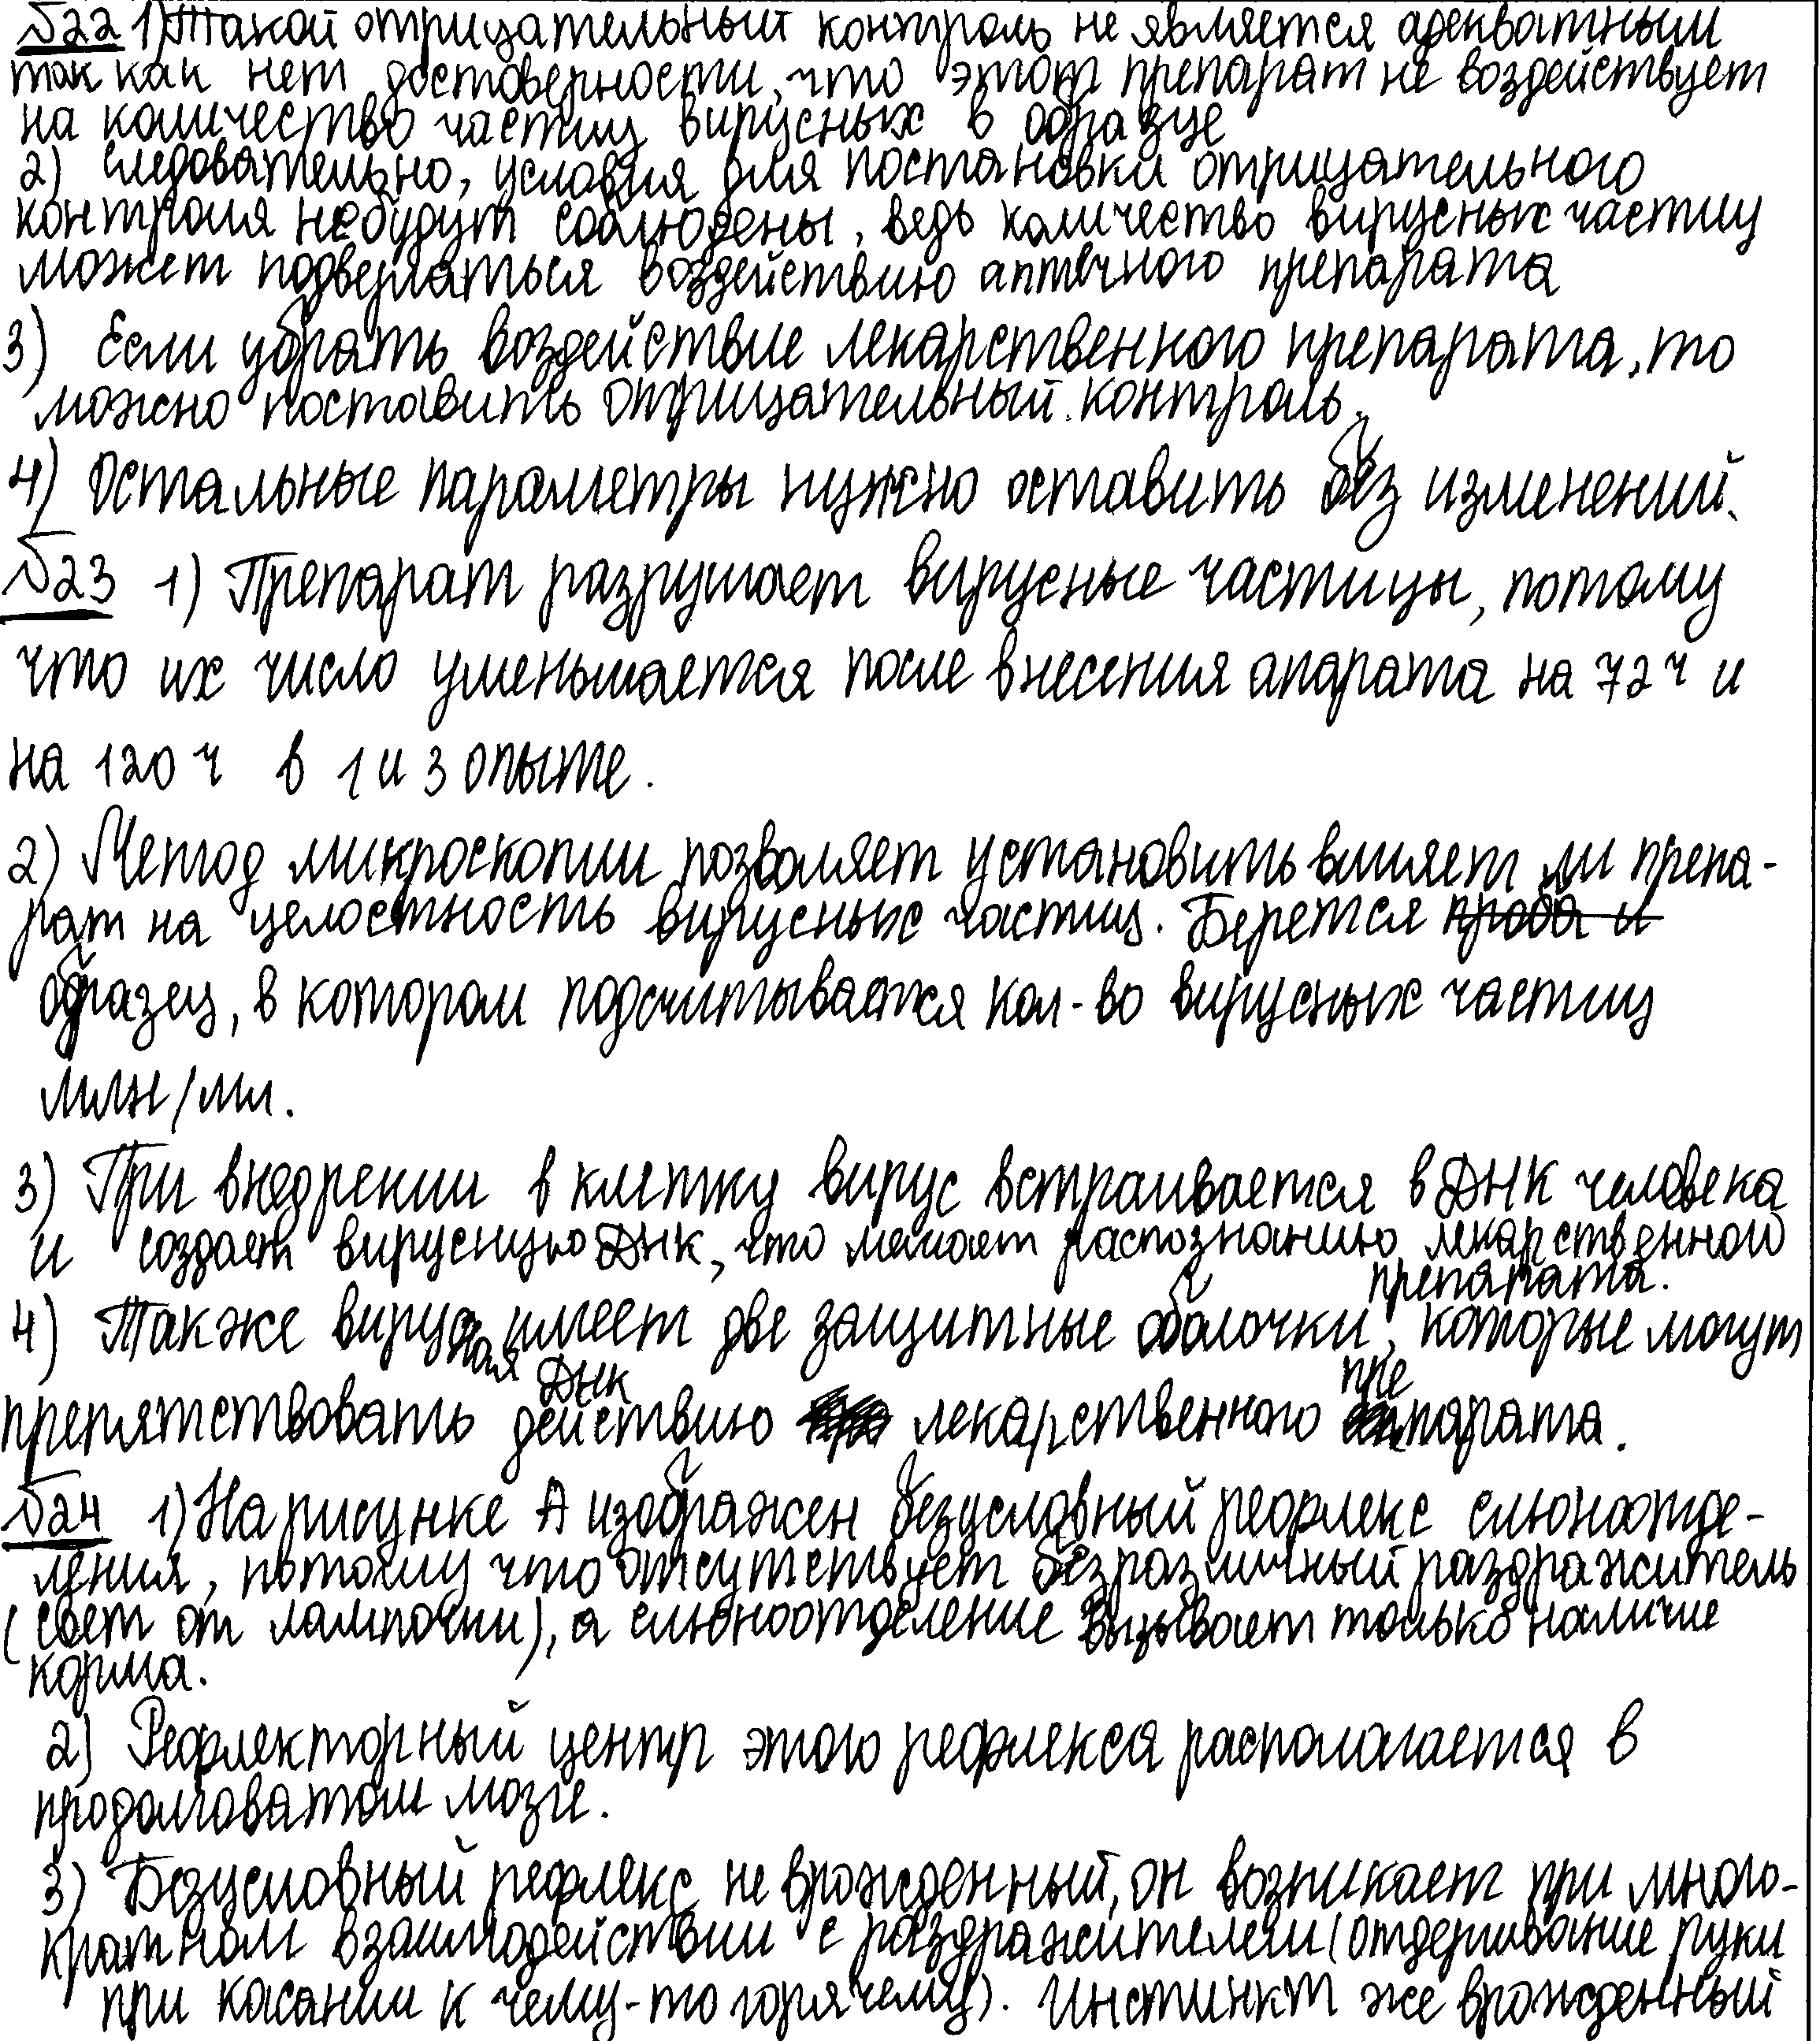 №22 1) Такой отрицательный контроль не является адекватным
так как нет достоверности, что этот препарат не воздействует
на количество частиц вирусных в образце
2) следовательно, условия для постановки отрицательного
контроля не будут соблюдены, ведь количество вирусных частиц
может подвергаться воздействию аптечного препарата
3) Если убрать воздействие лекарственного препарата, то
можно поставить отрицательный контроль.
4) Остальные параметры нужно оставить без изменений.
№23 1) Препарат разрушает вирусные частицы, потому
что их число уменьшается после внесения апарата на 72 ч и
на 120 ч в 1 и 3 опыте.
2) Метод микроскопии позволяет установить влияет ли препа-
рат на целостность вирусных частиц. Берется проба и
образец, в котором подсчитывается кол-во вирусных частиц
млн/мл.
3) При внедрении в клетку вирус встраивается в ДНК человека
и создает вирусную ДНК, что мешает распознанию лекарственного
препарата.
4) Также вирусная ДНК имеет две защитные оболочки, которые могут
препятствовать действию лекарственного препарата.
№24 1) На рисунке А изображен безусловный рефлекс слюноотде-
ления, потому что отсутствует безразличный раздражитель
(свет от лампочки), а слюноотделение вызывает только наличие
корма.
2) Рефлекторный центр этого рефлекса располагается в
продолговатом мозге.
3) Безусловный рефлекс не врожденный, он возникает при много-
кратном взаимодействии с раздражителем (отдергивание руки
при касании к чему-то горячему). Инстинкт же врожденный